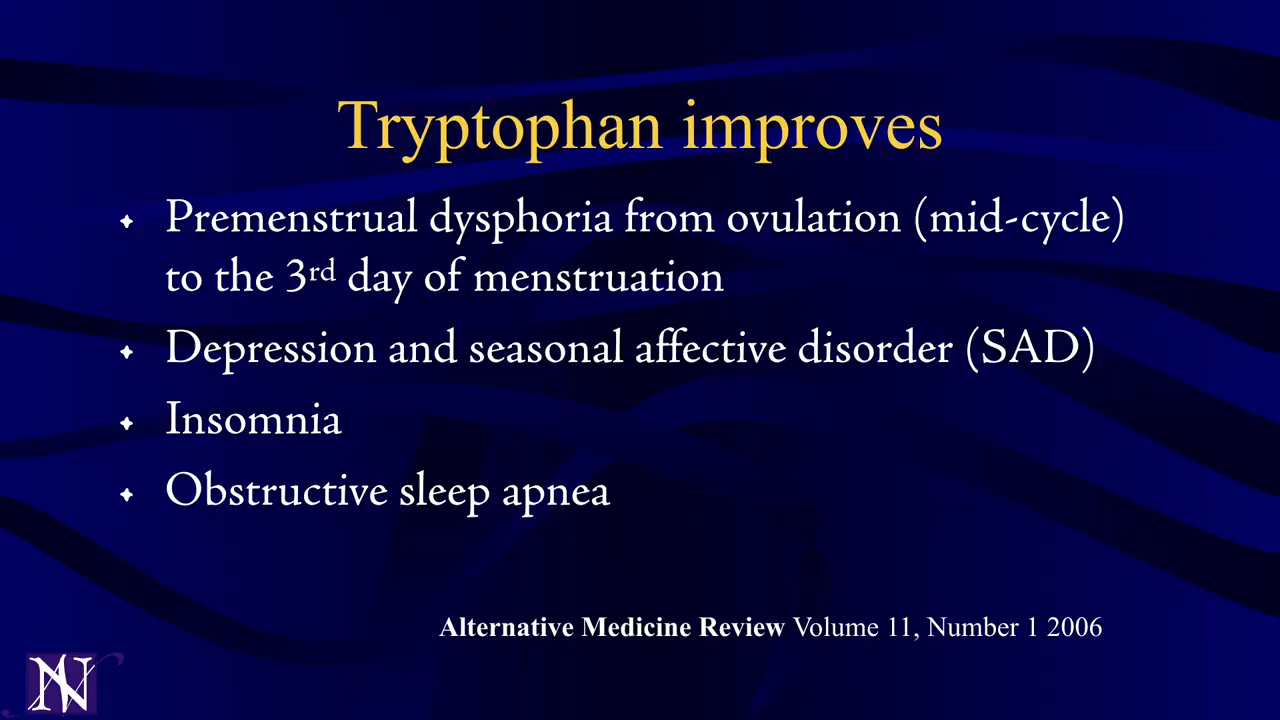 Tryptophan improves
Premenstrual dysphoria from ovulation (mid-cycle)
to the 3rd day of menstruation
Depression and seasonal affective disorder (SAD)
Insomnia
Obstructive sleep apnea
Alternative Medicine Review Volume 11, Number 1 2006